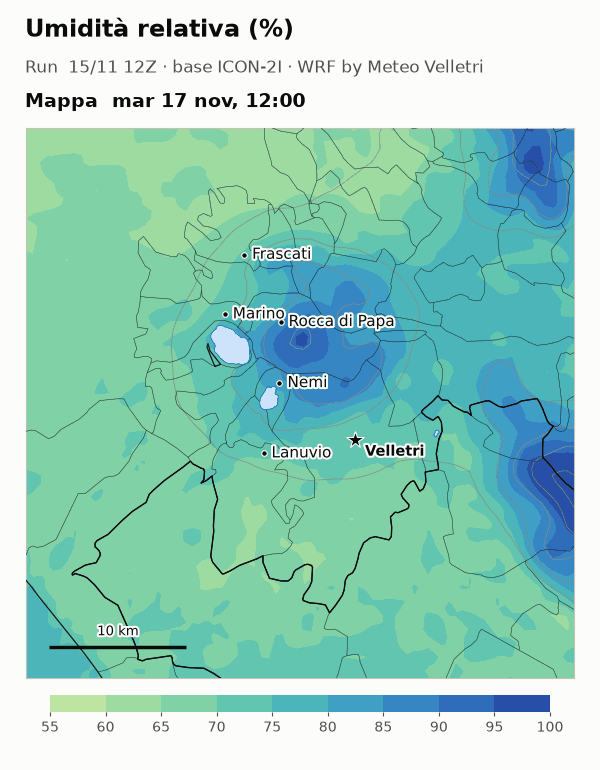 Umidità relativa (%)
Run  15/11 12Z · base ICON-2I · WRF by Meteo Velletri
Mappa  mar 17 nov, 12:00
Frascati
Marino
Rocca di Papa
Nemi
Velletri
Lanuvio
10 km
55 60 65 70 75 80 85 90 95 100